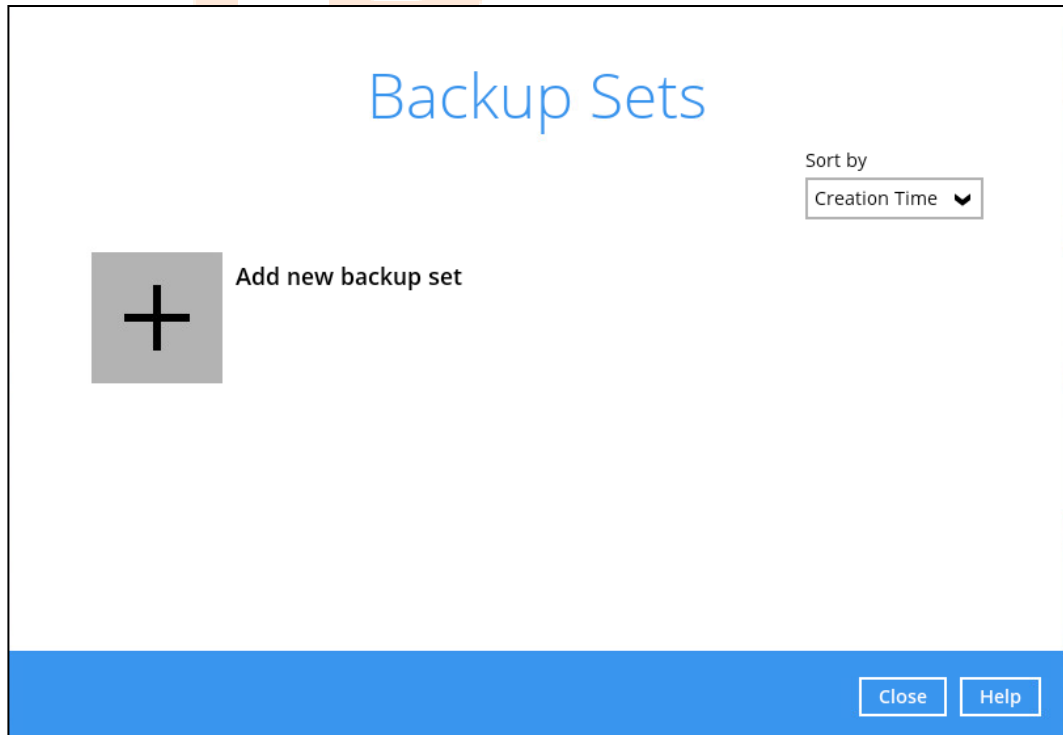 Backup Sets
Sort by
Creation Time
Add new backup set
Close
Help